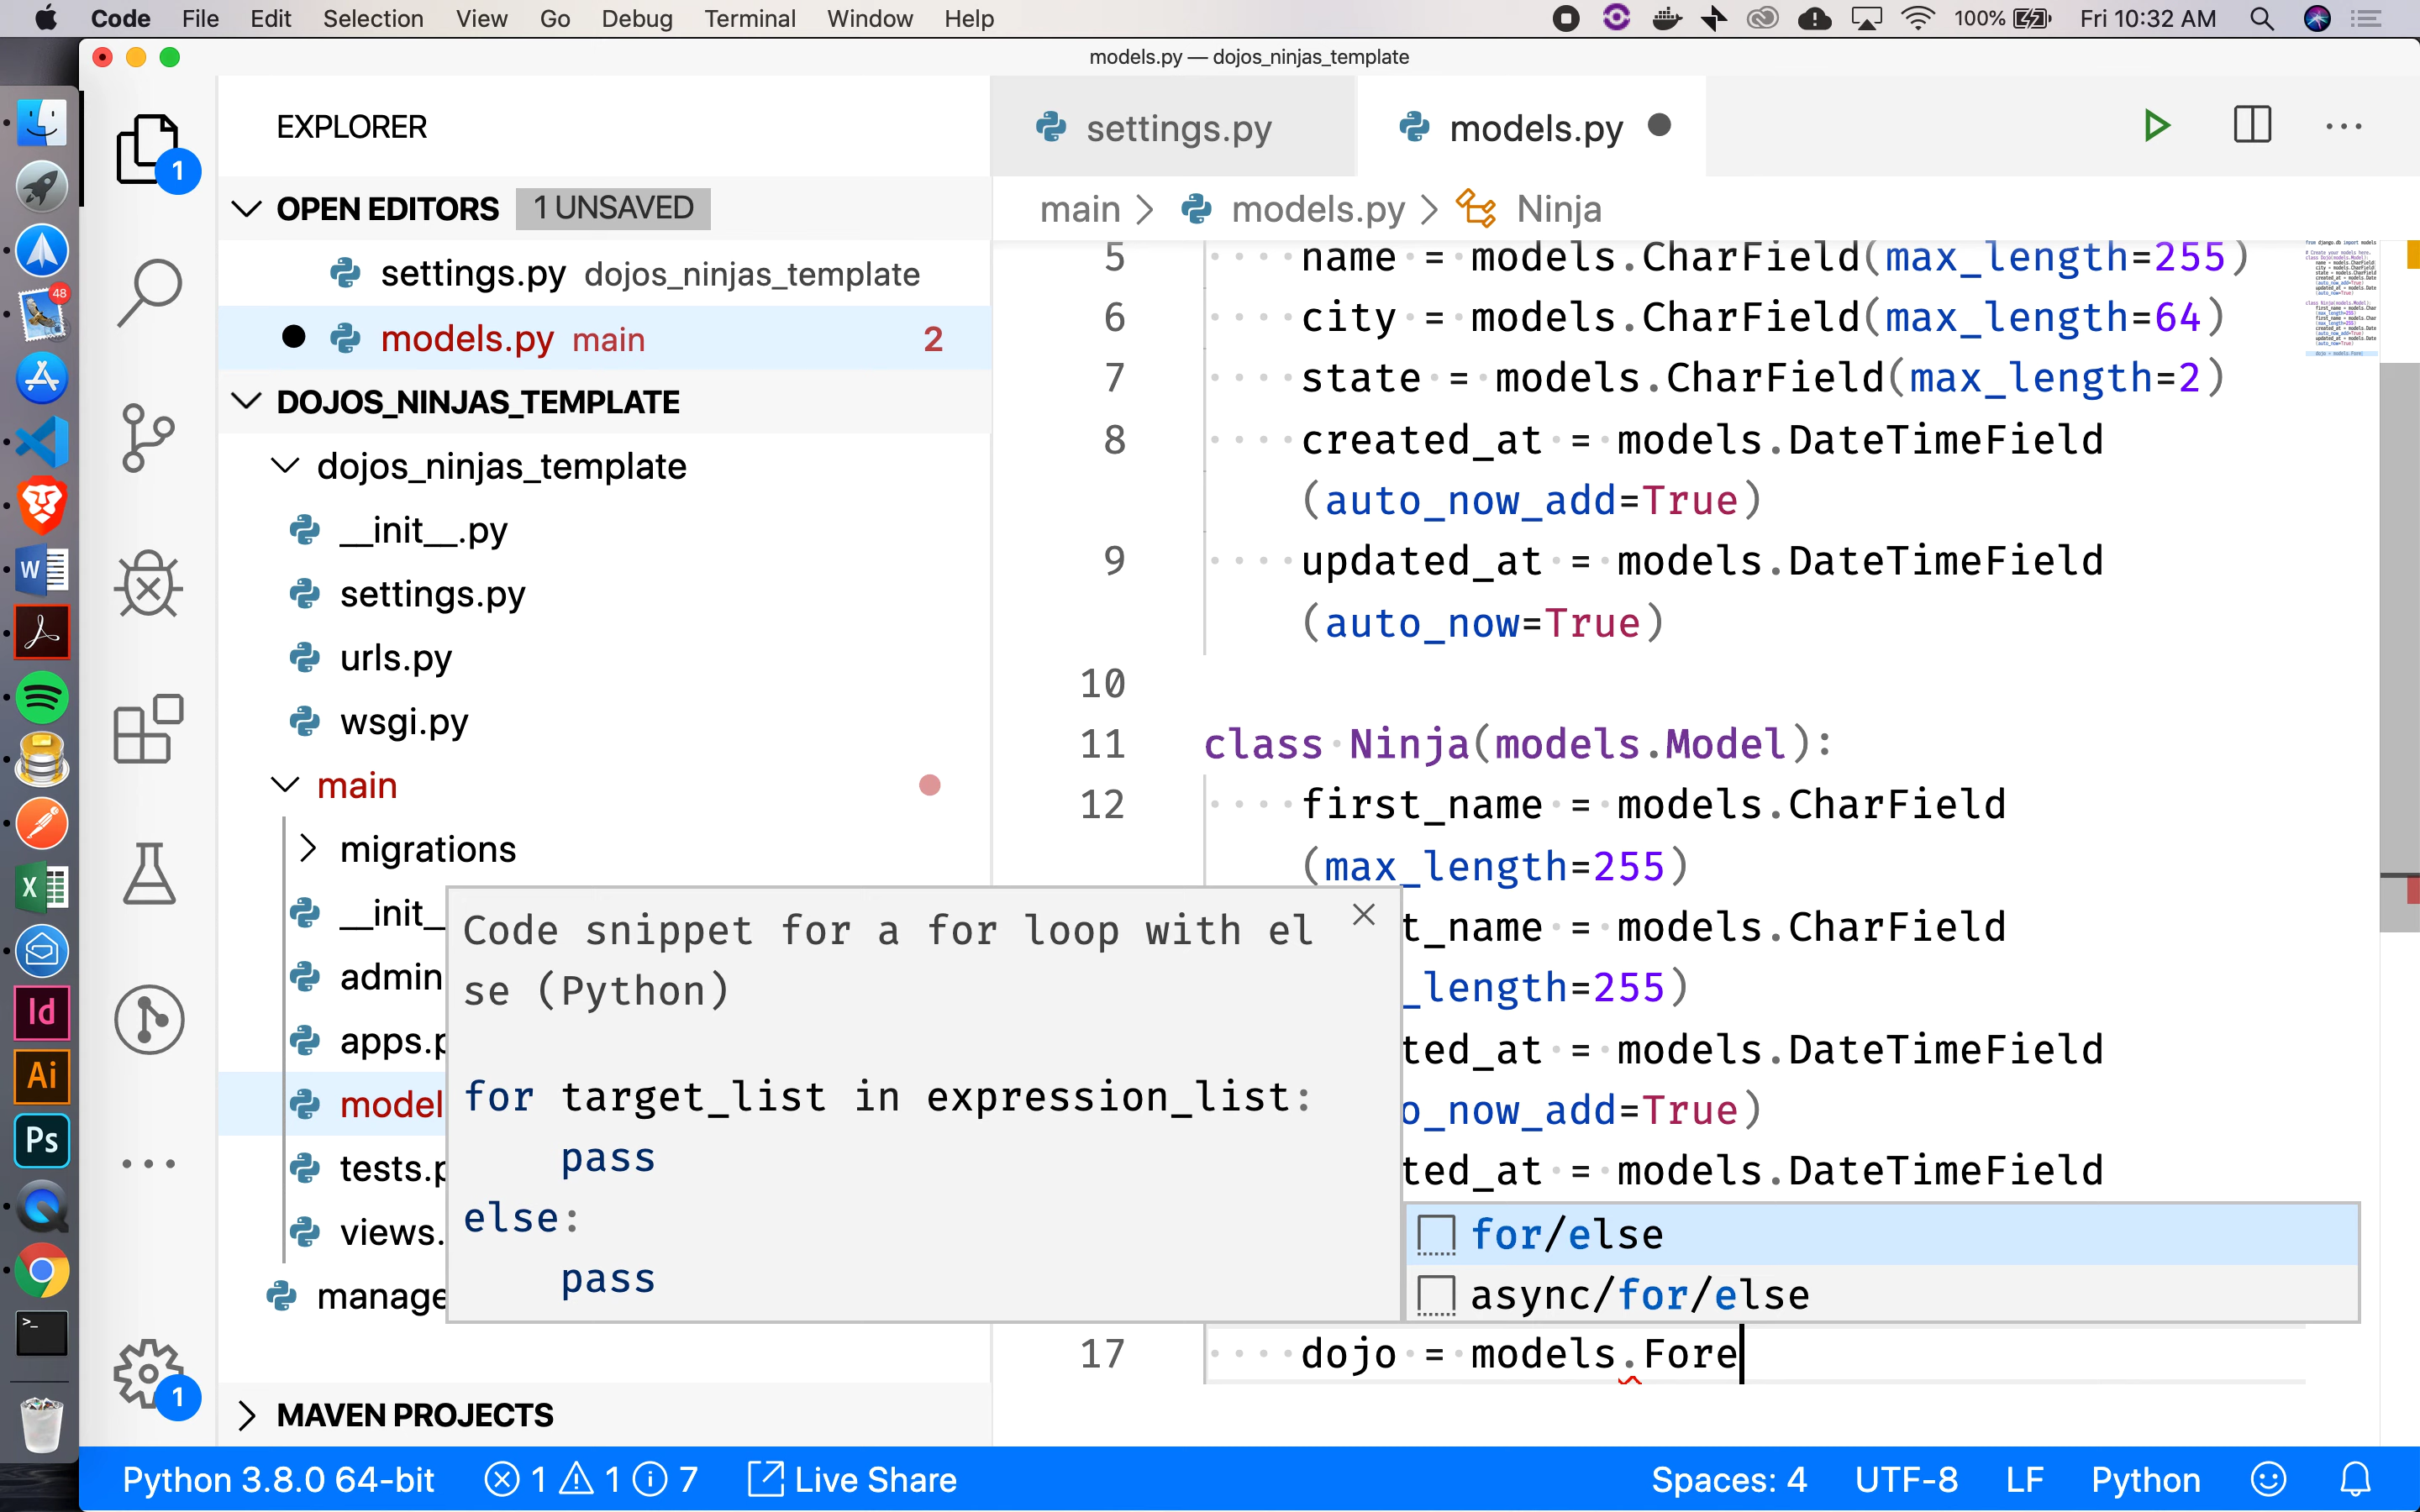 Code File Edit Selection View Go Debug Terminal Window Help 100% Fri 10:32 AM
models.py — dojos_ninjas_template
48
W
X
Id
Ai
Ps
>_
1
1
EXPLORER
OPEN EDITORS 1 UNSAVED
settings.py dojos_ninjas_template
models.py main 2
DOJOS_NINJAS_TEMPLATE
dojos_ninjas_template
__init__.py
settings.py
urls.py
wsgi.py
main
migrations
__init_
admin
apps.p
model
tests.p
views.
manage
MAVEN PROJECTS
settings.py models.py
main > models.py > Ninja
5 name = models.CharField(max_length=255)
6 city = models.CharField(max_length=64)
7 state = models.CharField(max_length=2)
8 created_at = models.DateTimeField
(auto_now_add=True)
9 updated_at = models.DateTimeField
(auto_now=True)
10
11 class Ninja(models.Model):
12 first_name = models.CharField
(max_length=255)
t_name = models.CharField
_length=255)
ted_at = models.DateTimeField
o_now_add=True)
ted_at = models.DateTimeField
Code snippet for a for loop with el
se (Python)
for target_list in expression_list:
pass
else:
pass
for/else
async/for/else
17 dojo = models.Fore
Python 3.8.0 64-bit 1 1 7 Live Share Spaces: 4 UTF-8 LF Python